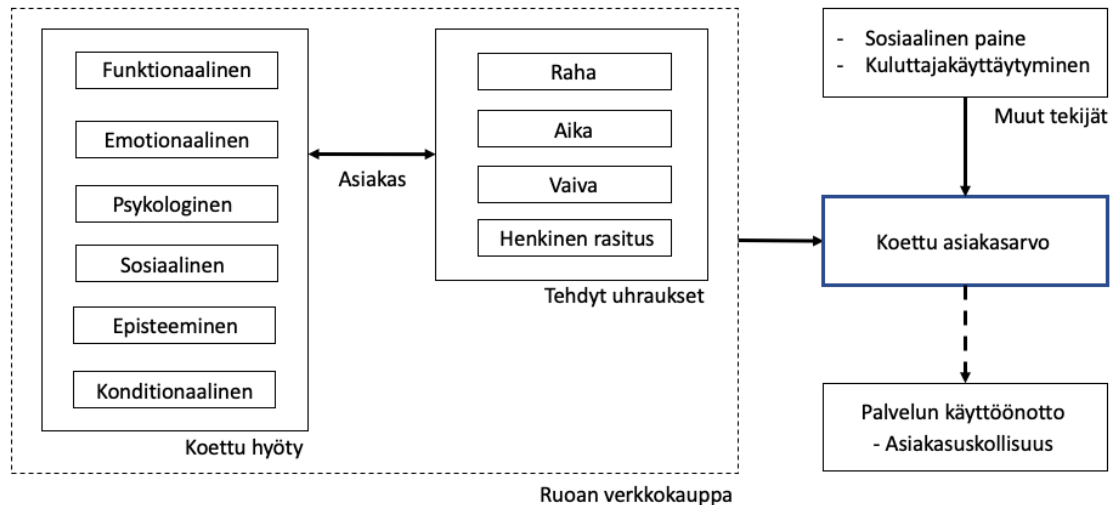 Funktionaalinen
Emotionaalinen
Psykologinen
Sosiaalinen
Episteeminen
Konditionaalinen
Koettu hyöty
Asiakas
Raha
Aika
Vaiva
Henkinen rasitus
Tehdyt uhraukset
Ruoan verkkokauppa
- Sosiaalinen paine
- Kuluttajakäyttäytyminen
Muut tekijät
Koettu asiakasarvo
Palvelun käyttöönotto
- Asiakasuskollisuus